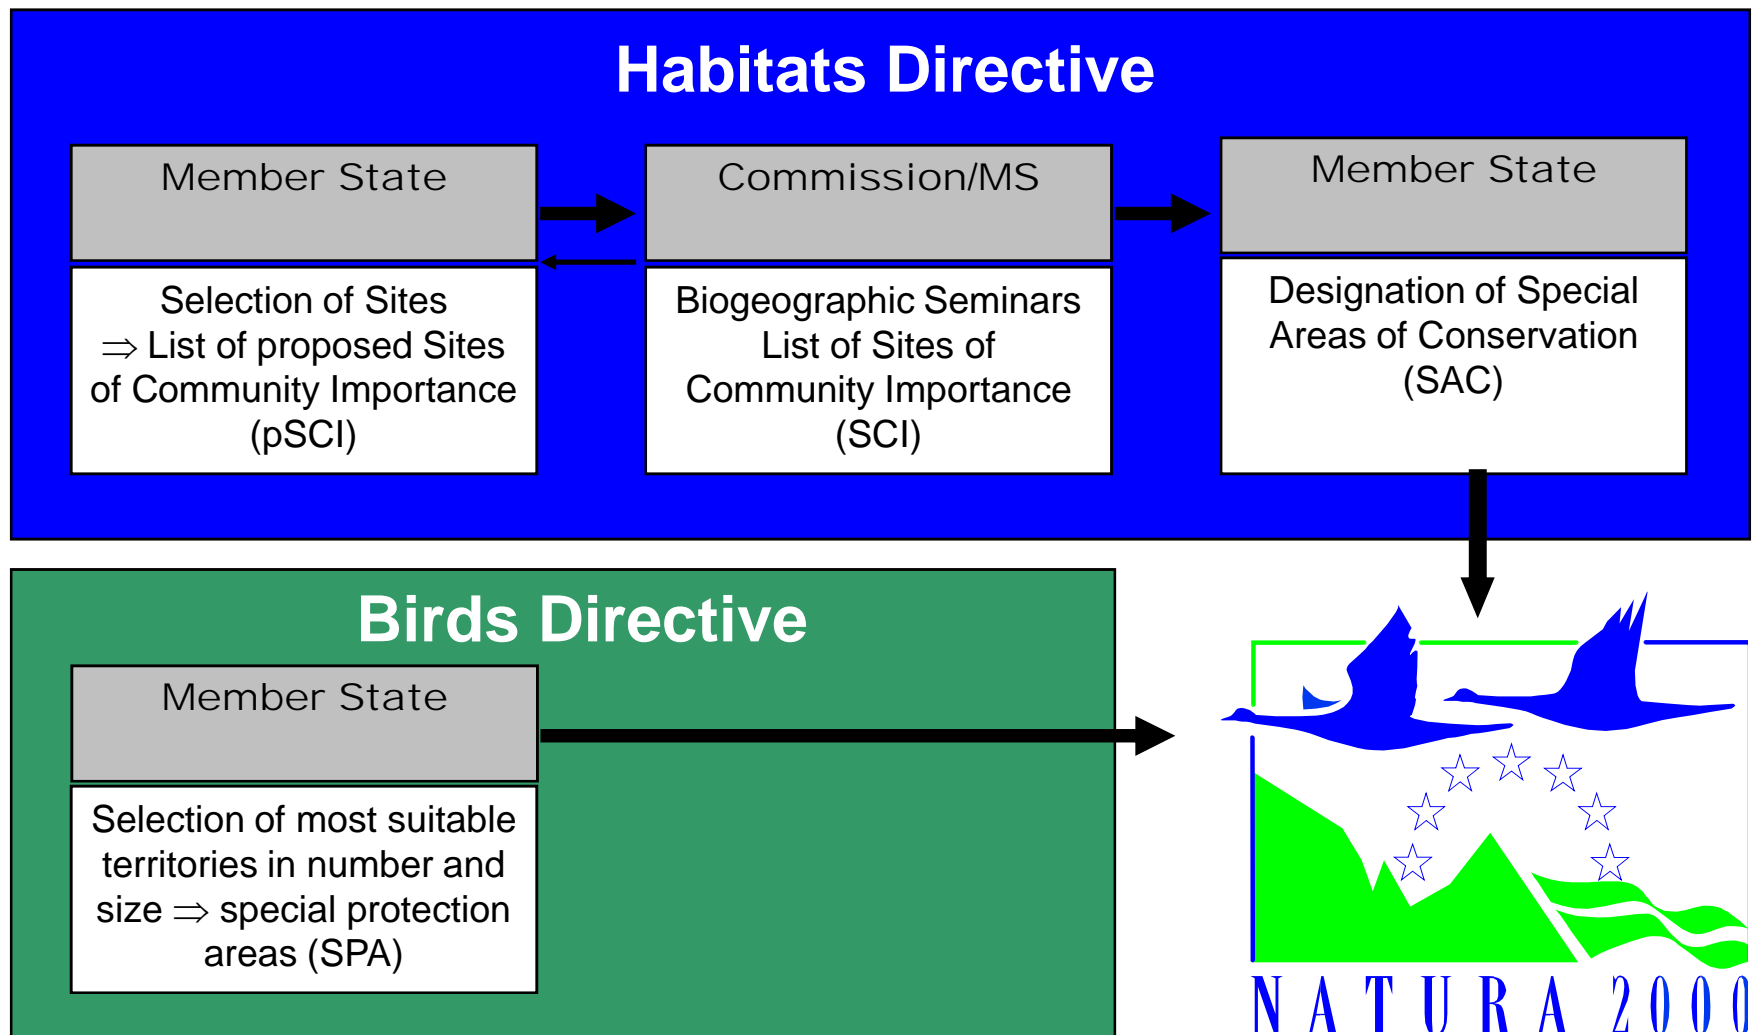 Habitats Directive
Member State
Selection of Sites
⇒ List of proposed Sites
of Community Importance
(pSCI)
Commission/MS
Biogeographic Seminars
List of Sites of
Community Importance
(SCI)
Member State
Designation of Special
Areas of Conservation
(SAC)
Birds Directive
Member State
Selection of most suitable
territories in number and
size ⇒ special protection
areas (SPA)
NATURA 2000